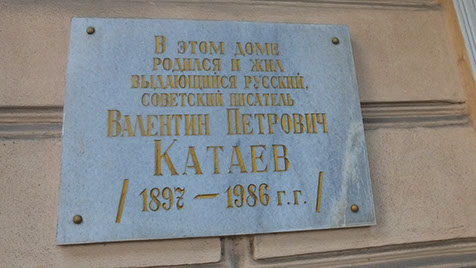 В ЭТОМ ДОМЕ
РОДИЛСЯ И ЖИЛ
ВЫДАЮЩИЙСЯ РУССКИЙ,
СОВЕТСКИЙ ПИСАТЕЛЬ
ВАЛЕНТИН ПЕТРОВИЧ
КАТАЕВ
/ 1897 — 1986 г.г. /